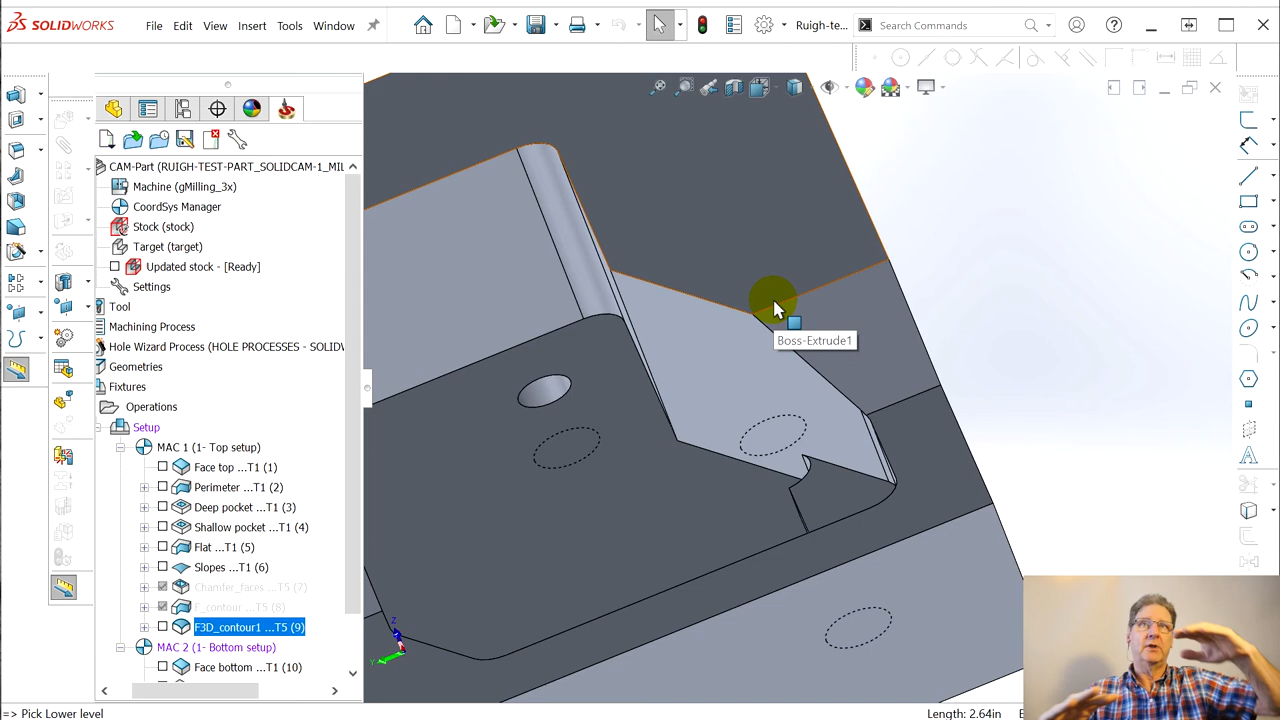 SOLIDWORKS File Edit View Insert Tools Window Ruigh-te... Search Commands
CAM-Part (RUIGH-TEST-PART_SOLIDCAM-1_MIL
Machine (gMilling_3x)
CoordSys Manager
Stock (stock)
Target (target)
Updated stock - [Ready]
Settings
Tool
Machining Process
Hole Wizard Process (HOLE PROCESSES - SOLID
Geometries
Fixtures
Operations
Setup
MAC 1 (1- Top setup)
Face top ...T1 (1)
Perimeter ...T1 (2)
Deep pocket ...T1 (3)
Shallow pocket ...T1 (4)
Flat ...T1 (5)
Slopes ...T1 (6)
Chamfer_faces ...T5 (7)
F_contour ...T5 (8)
F3D_contour1 ...T5 (9)
MAC 2 (1- Bottom setup)
Face bottom ...T1 (10)
Boss-Extrude1
Z
Y
=> Pick Lower level
Length: 2.64in